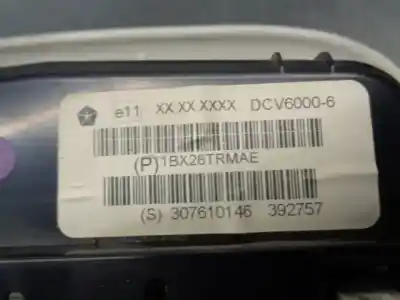 e11 XX XX XXXX DCV6000-6
(P) 1BX26TRMAE
(S) 307610146 392757